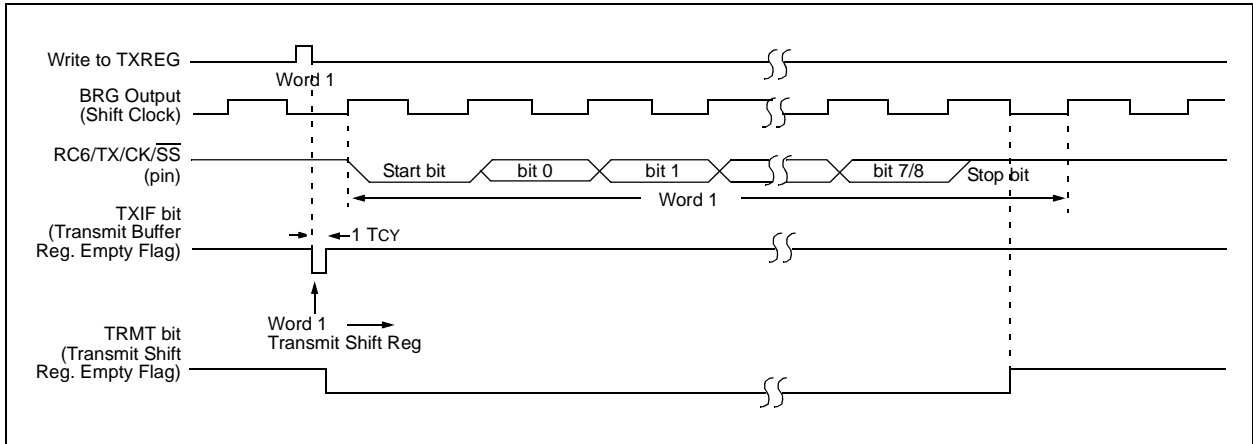 Write to TXREG
Word 1
BRG Output
(Shift Clock)
RC6/TX/CK/SS
(pin)
Start bit
bit 0
bit 1
bit 7/8
Stop bit
Word 1
TXIF bit
(Transmit Buffer
Reg. Empty Flag)
1 TCY
Word 1
Transmit Shift Reg
TRMT bit
(Transmit Shift
Reg. Empty Flag)